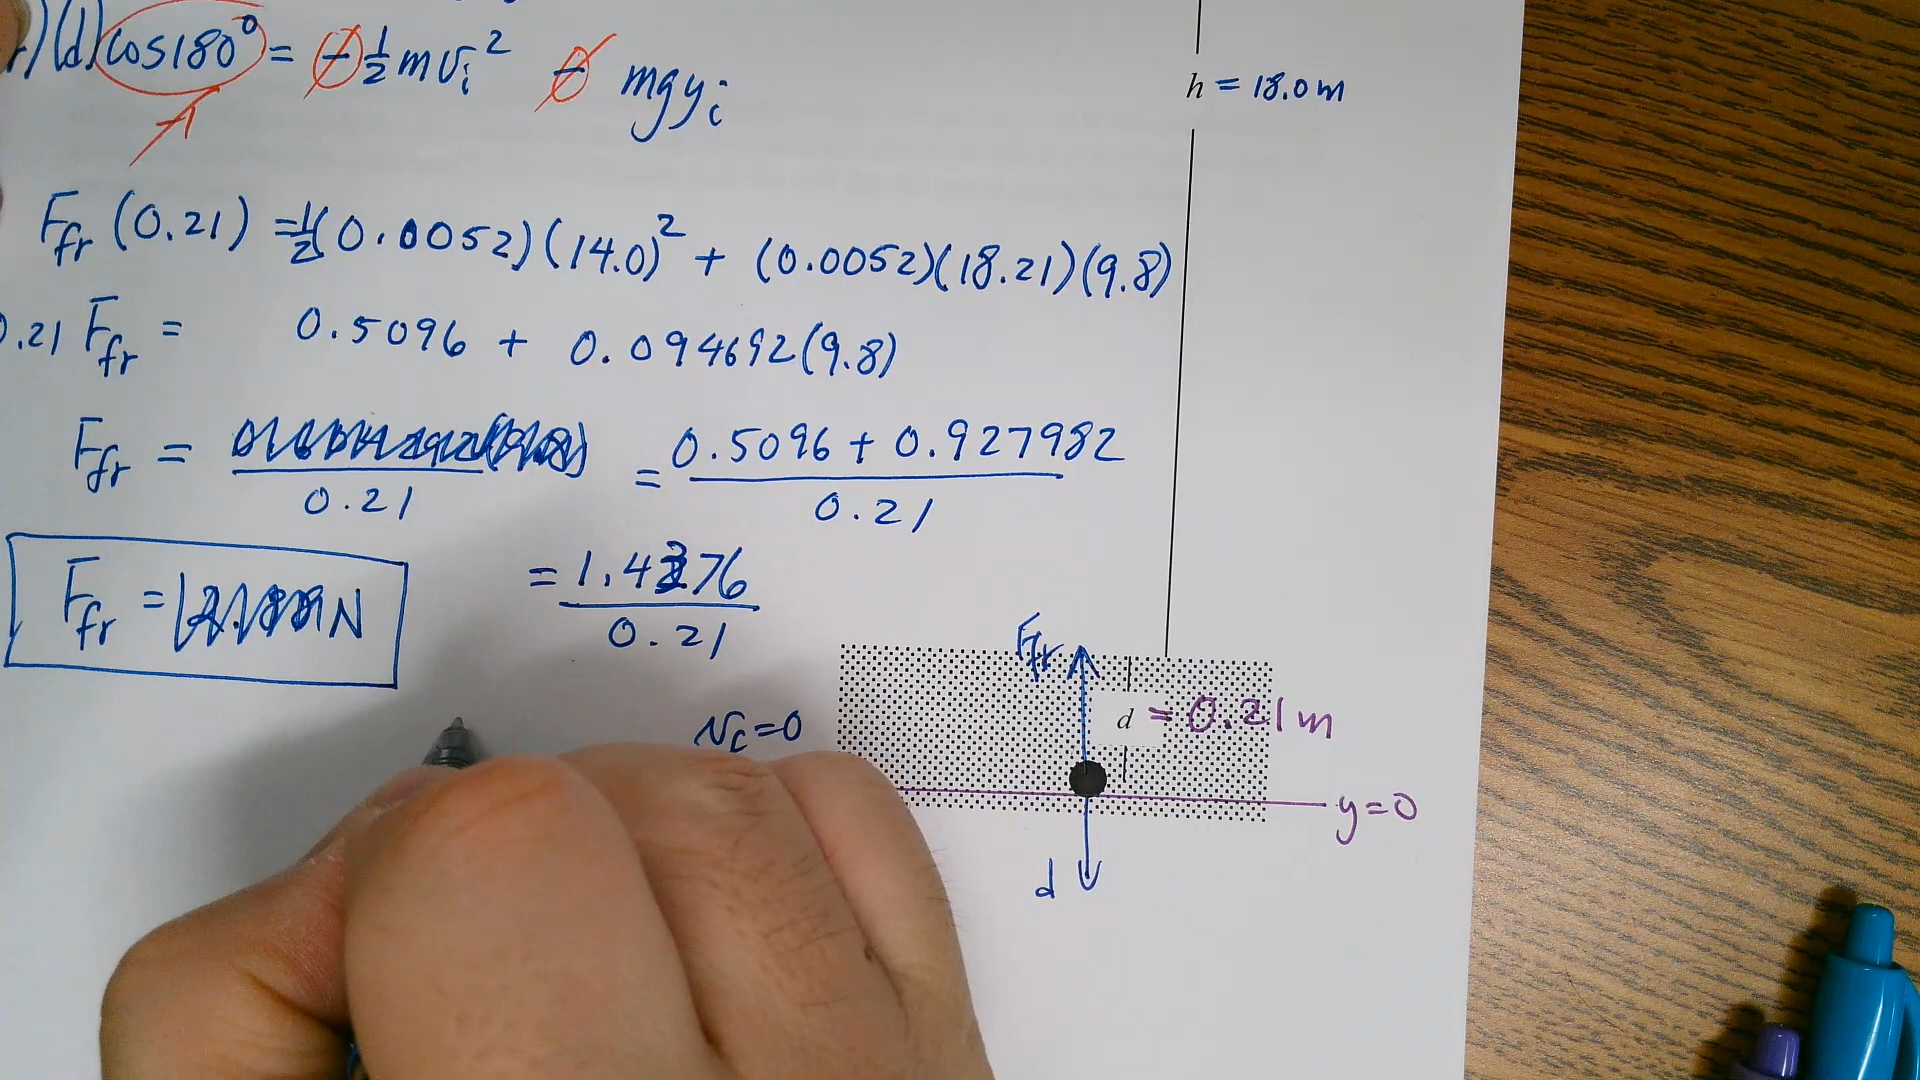 )(d)cos180° = - 1/2 mvᵢ² - mgyᵢ
h = 18.0 m
F_fr (0.21) = 1/2 (0.0052)(14.0)² + (0.0052)(18.21)(9.8)
0.21 F_fr = 0.5096 + 0.094692(9.8)
F_fr = / 0.21 = 0.5096 + 0.927982 / 0.21
F_fr = N
= 1.4376 / 0.21
F_fr
d = 0.21 m
y = 0
d